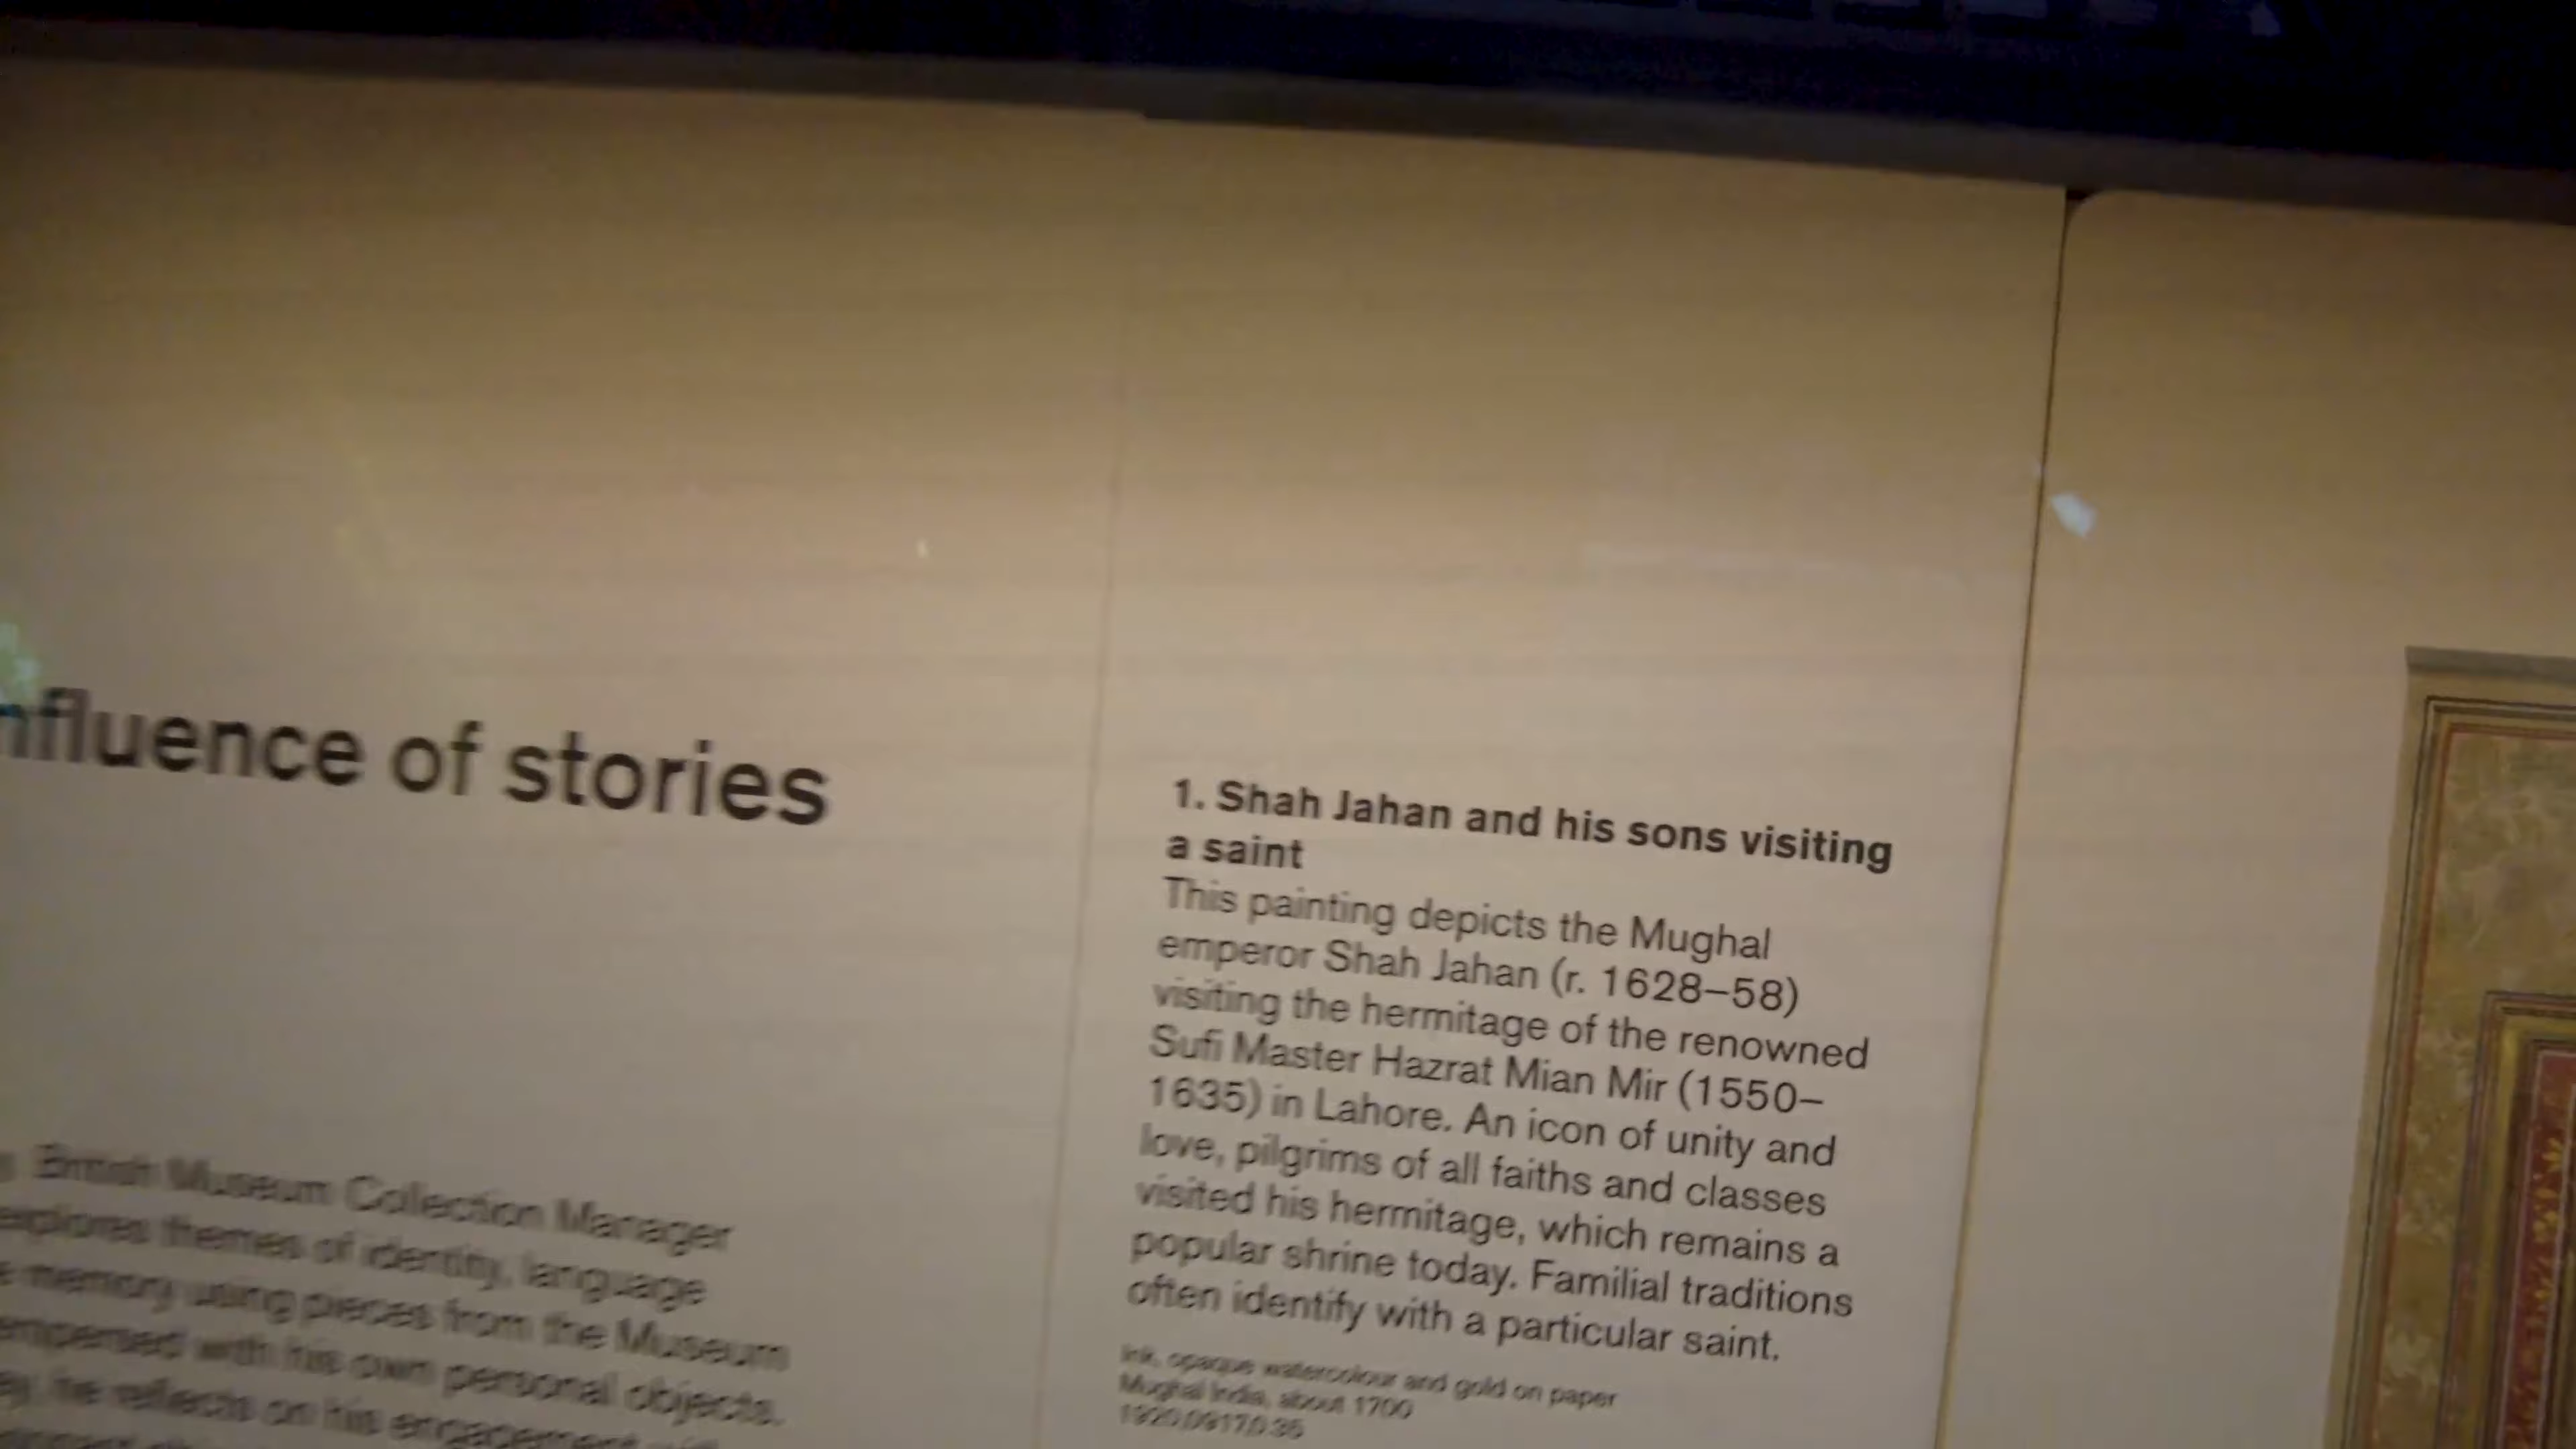 influence of stories
British Museum Collection Manager
explores themes of identity, language
memory using pieces from the Museum
with his own personal objects.
he reflects on his engagement
1. Shah Jahan and his sons visiting
a saint
This painting depicts the Mughal
emperor Shah Jahan (r. 1628–58)
visiting the hermitage of the renowned
Sufi Master Hazrat Mian Mir (1550–
1635) in Lahore. An icon of unity and
love, pilgrims of all faiths and classes
visited his hermitage, which remains a
popular shrine today. Familial traditions
often identify with a particular saint.
Ink, opaque watercolour and gold on paper
Mughal India, about 1700
1920,0917,0.35